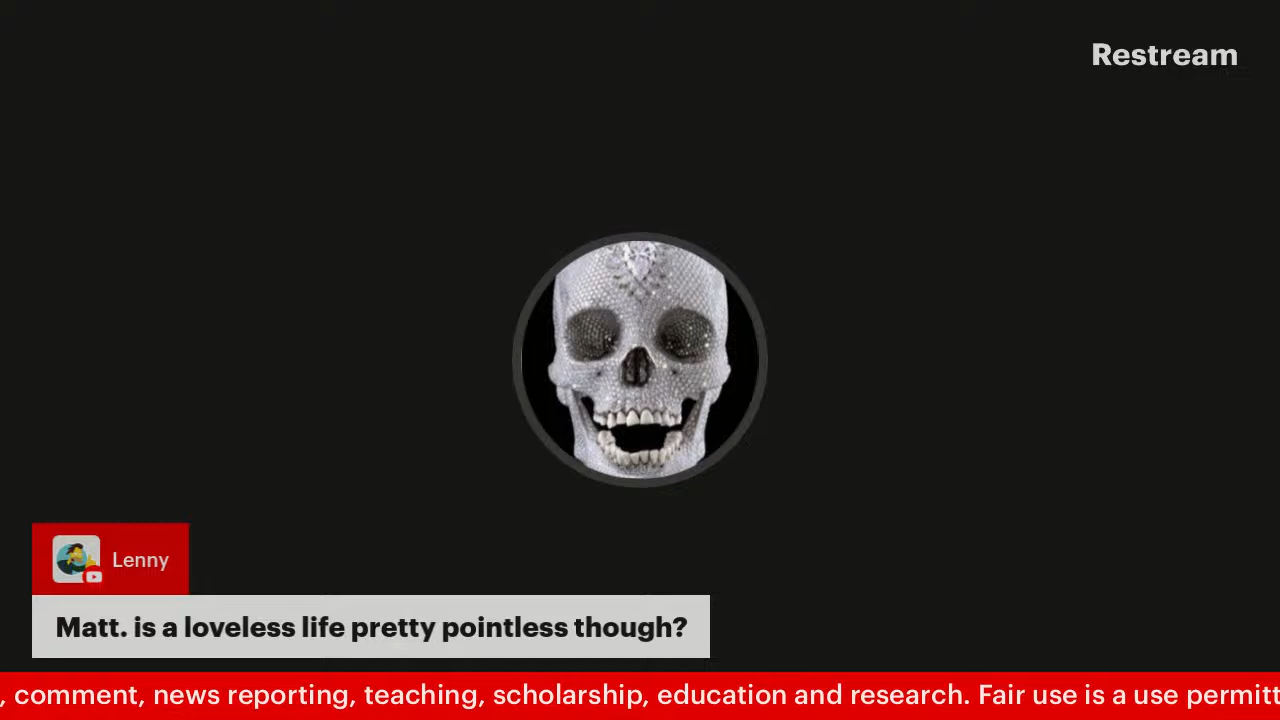 Restream
Lenny
Matt. is a loveless life pretty pointless though?
, comment, news reporting, teaching, scholarship, education and research. Fair use is a use permitt